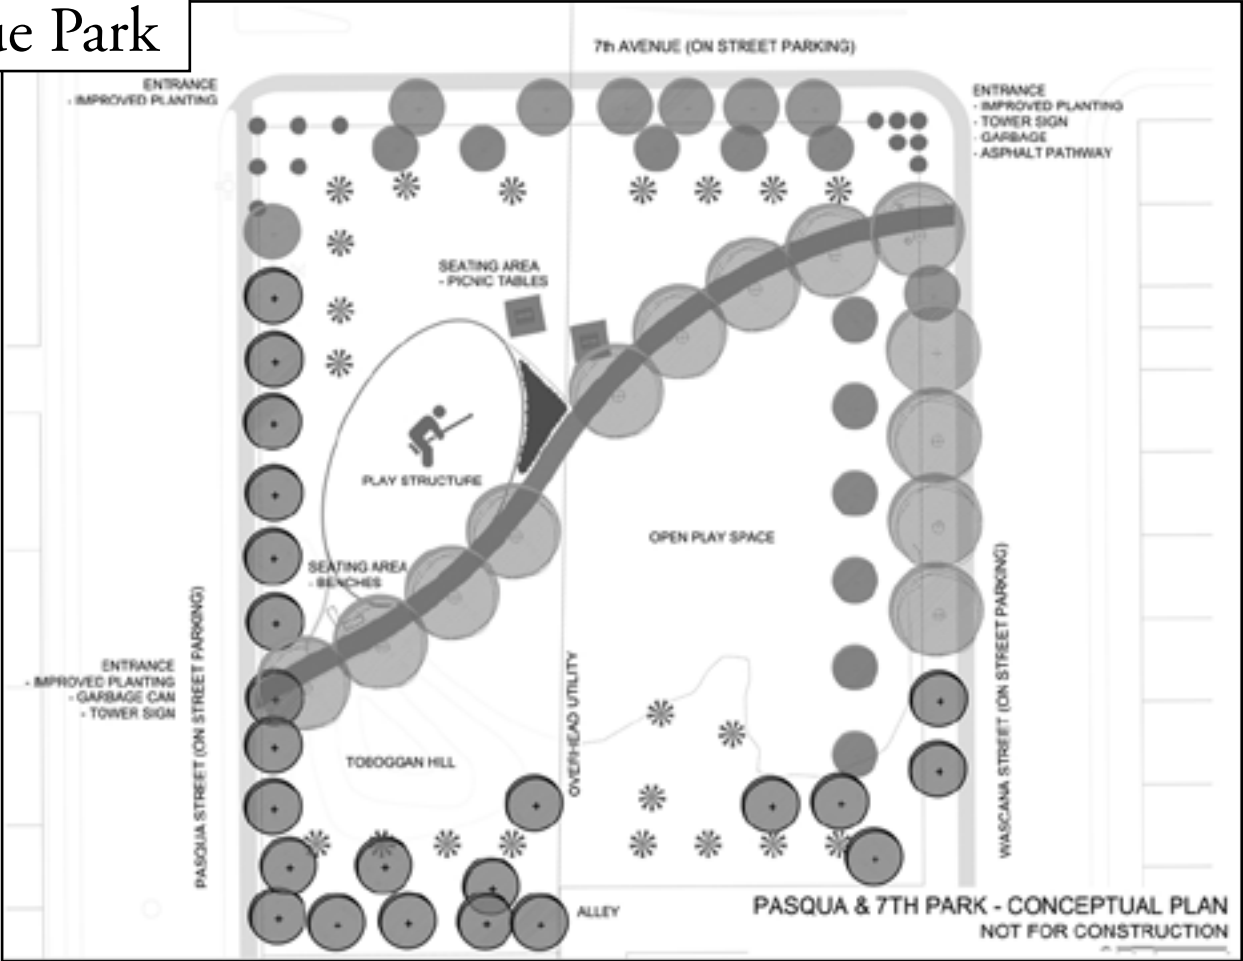 ue Park
7th AVENUE (ON STREET PARKING)
ENTRANCE
- IMPROVED PLANTING
ENTRANCE
- IMPROVED PLANTING
- TOWER SIGN
- GARBAGE
- ASPHALT PATHWAY
SEATING AREA
- PICNIC TABLES
PLAY STRUCTURE
OPEN PLAY SPACE
SEATING AREA
- BENCHES
ENTRANCE
- IMPROVED PLANTING
- GARBAGE CAN
- TOWER SIGN
PASQUA STREET (ON STREET PARKING)
OVERHEAD UTILITY
WASCANA STREET (ON STREET PARKING)
TOBOGGAN HILL
ALLEY
PASQUA & 7TH PARK - CONCEPTUAL PLAN
NOT FOR CONSTRUCTION